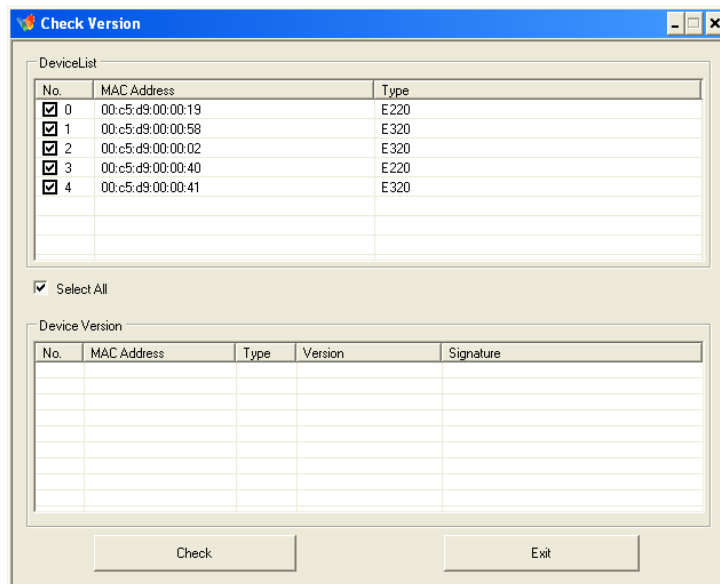 Check Version
DeviceList
No. MAC Address Type
0 00:c5:d9:00:00:19 E220
1 00:c5:d9:00:00:58 E320
2 00:c5:d9:00:00:02 E320
3 00:c5:d9:00:00:40 E220
4 00:c5:d9:00:00:41 E320
Select All
Device Version
No. MAC Address Type Version Signature
Check Exit